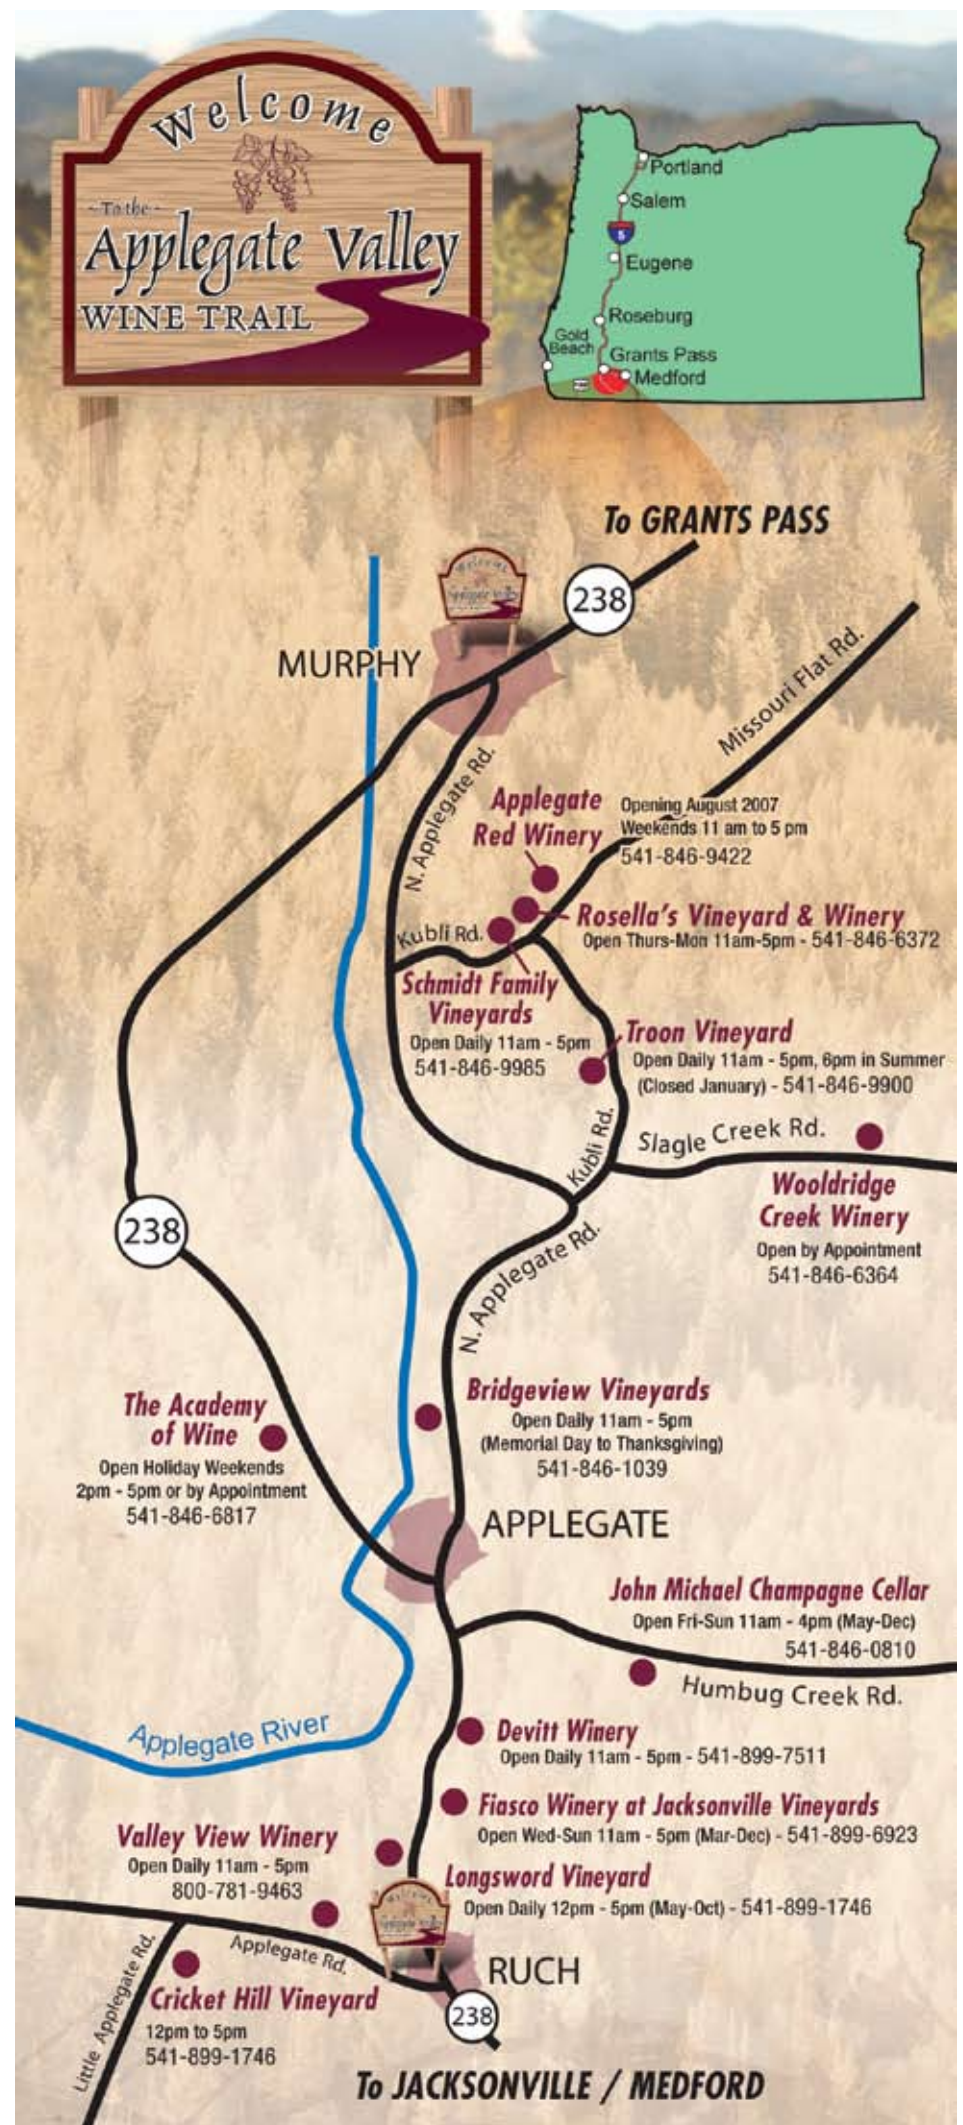 Welcome
~ To the ~
Applegate Valley
WINE TRAIL
Portland
Salem
5
Eugene
Roseburg
Gold
Beach
Grants Pass
Medford
To GRANTS PASS
Welcome
Applegate Valley
238
MURPHY
Missouri Flat Rd.
N. Applegate Rd.
Applegate
Red Winery
Opening August 2007
Weekends 11 am to 5 pm
541-846-9422
Rosella's Vineyard & Winery
Open Thurs-Mon 11am-5pm - 541-846-6372
Kubli Rd.
Schmidt Family
Vineyards
Open Daily 11am - 5pm
541-846-9985
Troon Vineyard
Open Daily 11am - 5pm, 6pm in Summer
(Closed January) - 541-846-9900
Kubli Rd.
Slagle Creek Rd.
Wooldridge
Creek Winery
Open by Appointment
541-846-6364
238
N. Applegate Rd.
Bridgeview Vineyards
Open Daily 11am - 5pm
(Memorial Day to Thanksgiving)
541-846-1039
The Academy
of Wine
Open Holiday Weekends
2pm - 5pm or by Appointment
541-846-6817
APPLEGATE
John Michael Champagne Cellar
Open Fri-Sun 11am - 4pm (May-Dec)
541-846-0810
Humbug Creek Rd.
Applegate River
Devitt Winery
Open Daily 11am - 5pm - 541-899-7511
Fiasco Winery at Jacksonville Vineyards
Open Wed-Sun 11am - 5pm (Mar-Dec) - 541-899-6923
Valley View Winery
Open Daily 11am - 5pm
800-781-9463
Longsword Vineyard
Open Daily 12pm - 5pm (May-Oct) - 541-899-1746
Welcome
Applegate Valley
Applegate Rd.
Little Applegate Rd.
RUCH
Cricket Hill Vineyard
12pm to 5pm
541-899-1746
238
To JACKSONVILLE / MEDFORD